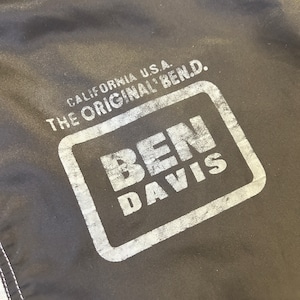 CALIFORNIA U.S.A.
THE ORIGINAL BEN.D.
BEN
DAVIS